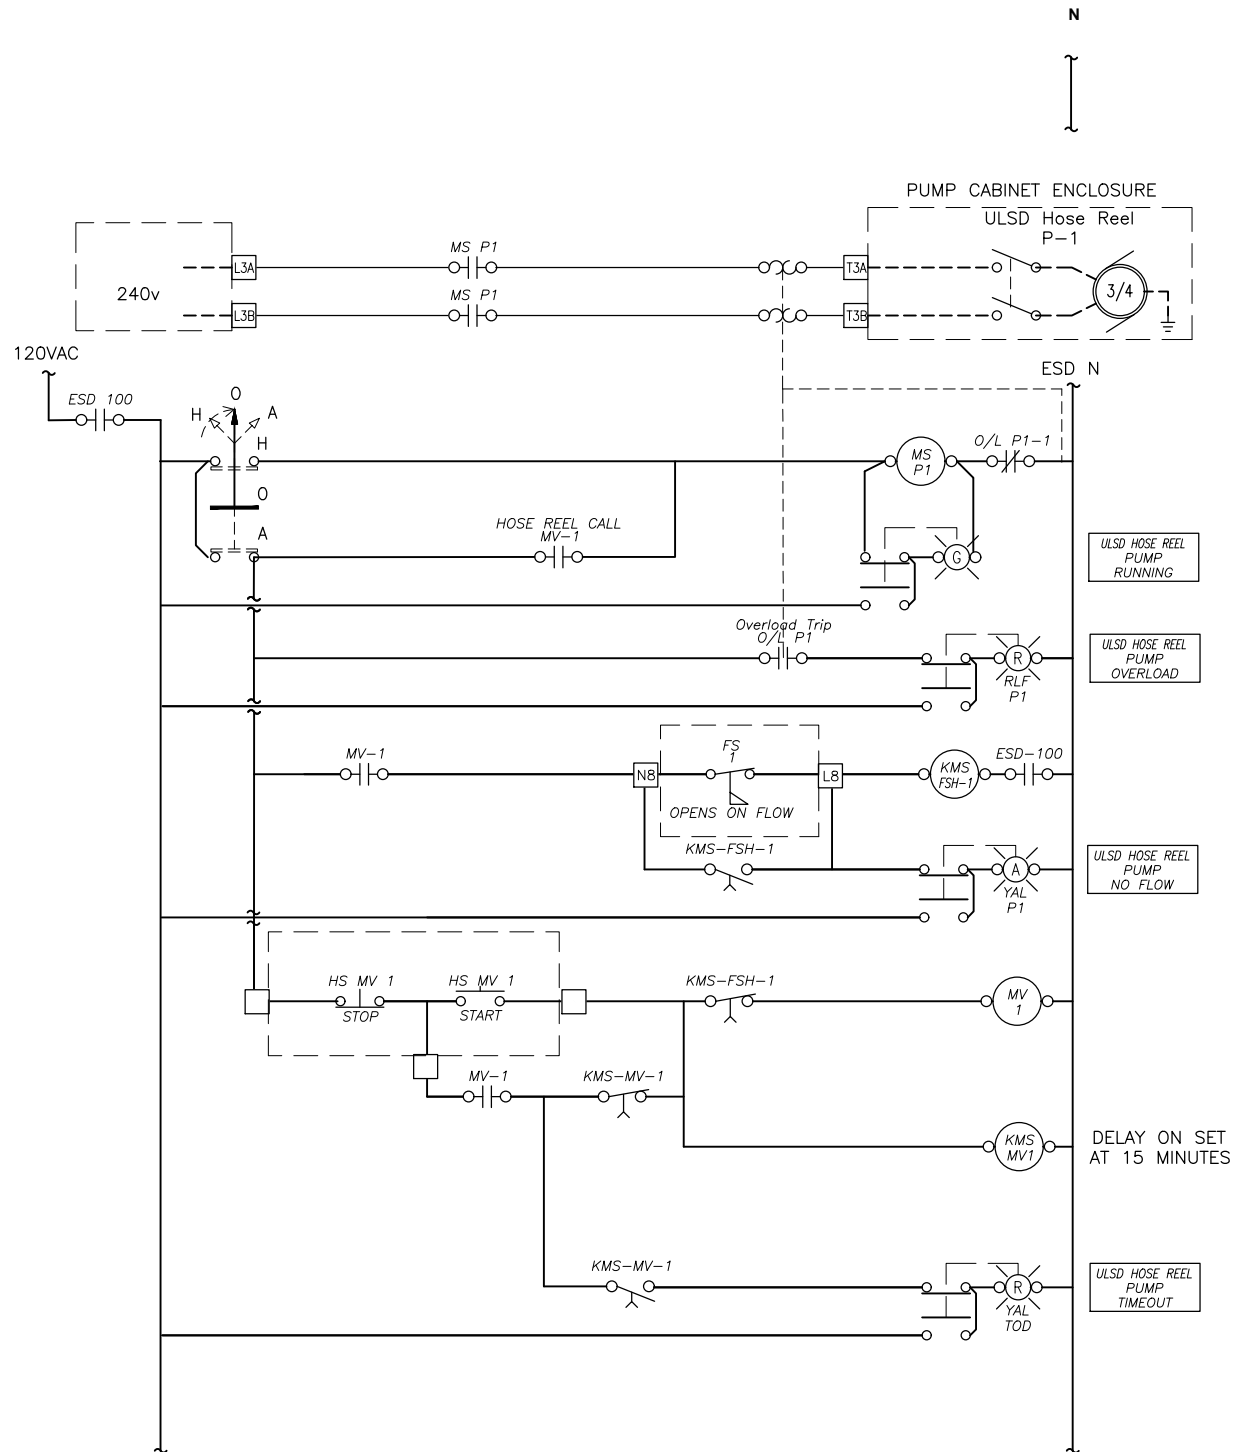 N
PUMP CABINET ENCLOSURE
ULSD Hose Reel
P-1
MS P1
L3A
T3A
240v
3/4
MS P1
L3B
T3B
120VAC
ESD N
ESD 100
O
H
A
H
O/L P1-1
MS
P1
O
HOSE REEL CALL
MV-1
A
G
ULSD HOSE REEL
PUMP
RUNNING
Overload Trip
O/L P1
R
RLF
P1
ULSD HOSE REEL
PUMP
OVERLOAD
MV-1
N8
FS
1
L8
OPENS ON FLOW
KMS
FSH-1
ESD-100
KMS-FSH-1
A
YAL
P1
ULSD HOSE REEL
PUMP
NO FLOW
HS MV 1
STOP
HS MV 1
START
KMS-FSH-1
MV
1
MV-1
KMS-MV-1
KMS
MV1
DELAY ON SET
AT 15 MINUTES
KMS-MV-1
R
YAL
TOD
ULSD HOSE REEL
PUMP
TIMEOUT